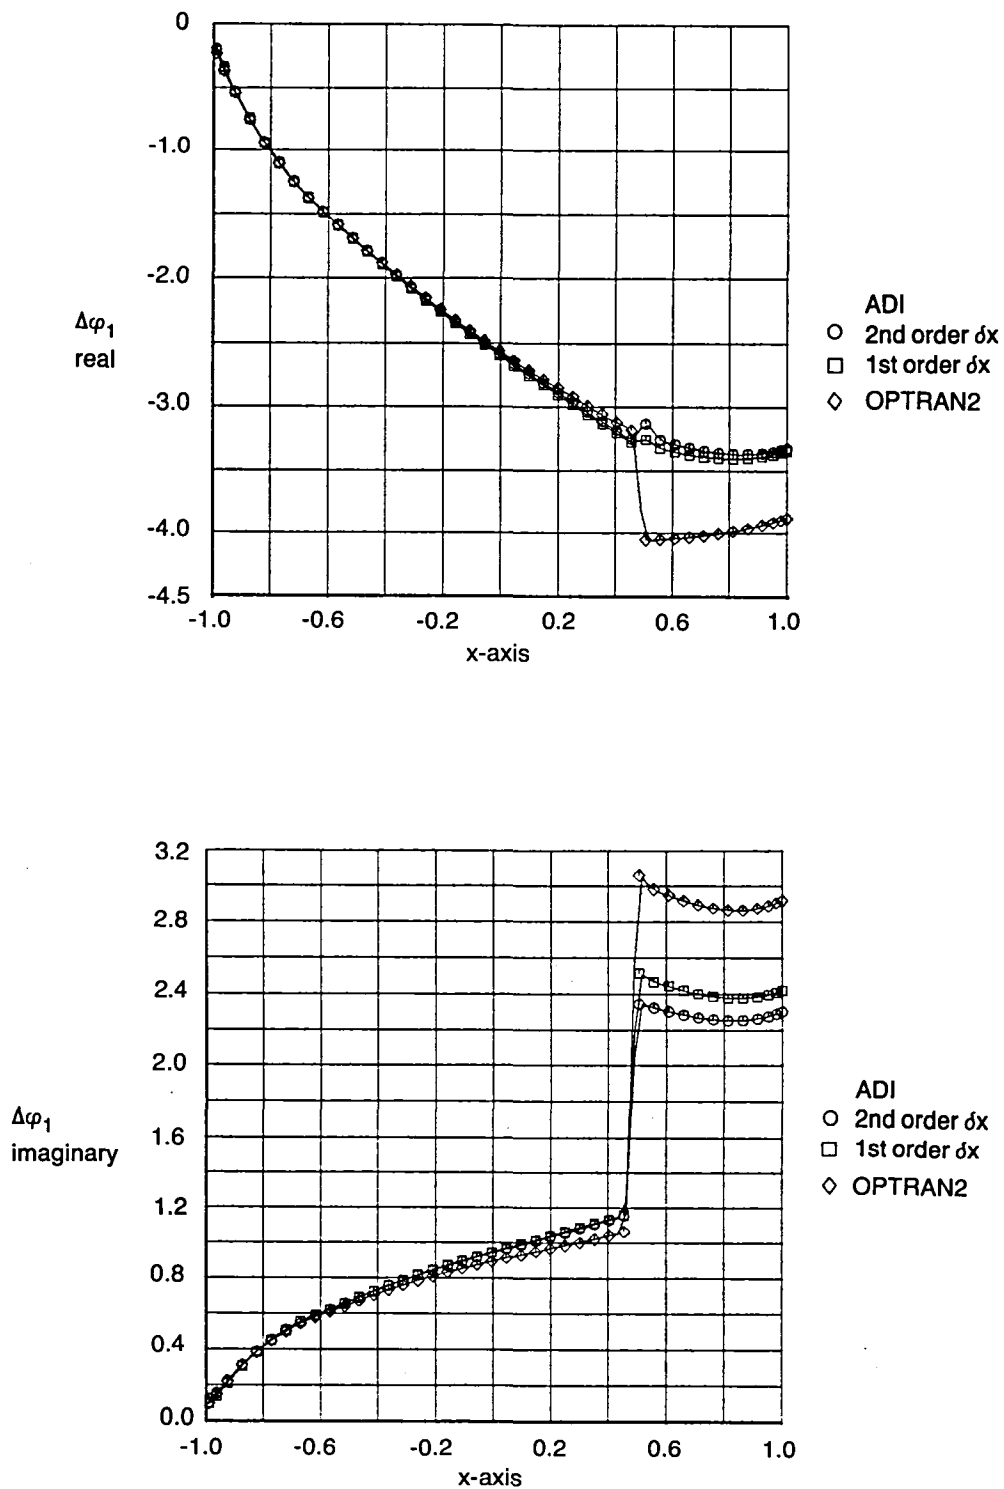 0
-1.0
-2.0
Δφ₁
real
-3.0
-4.0
-4.5
-1.0 -0.6 -0.2 0.2 0.6 1.0
x-axis
ADI
2nd order δx
1st order δx
OPTRAN2
3.2
2.8
2.4
2.0
Δφ₁
imaginary
1.6
1.2
0.8
0.4
0.0
-1.0 -0.6 -0.2 0.2 0.6 1.0
x-axis
ADI
2nd order δx
1st order δx
OPTRAN2